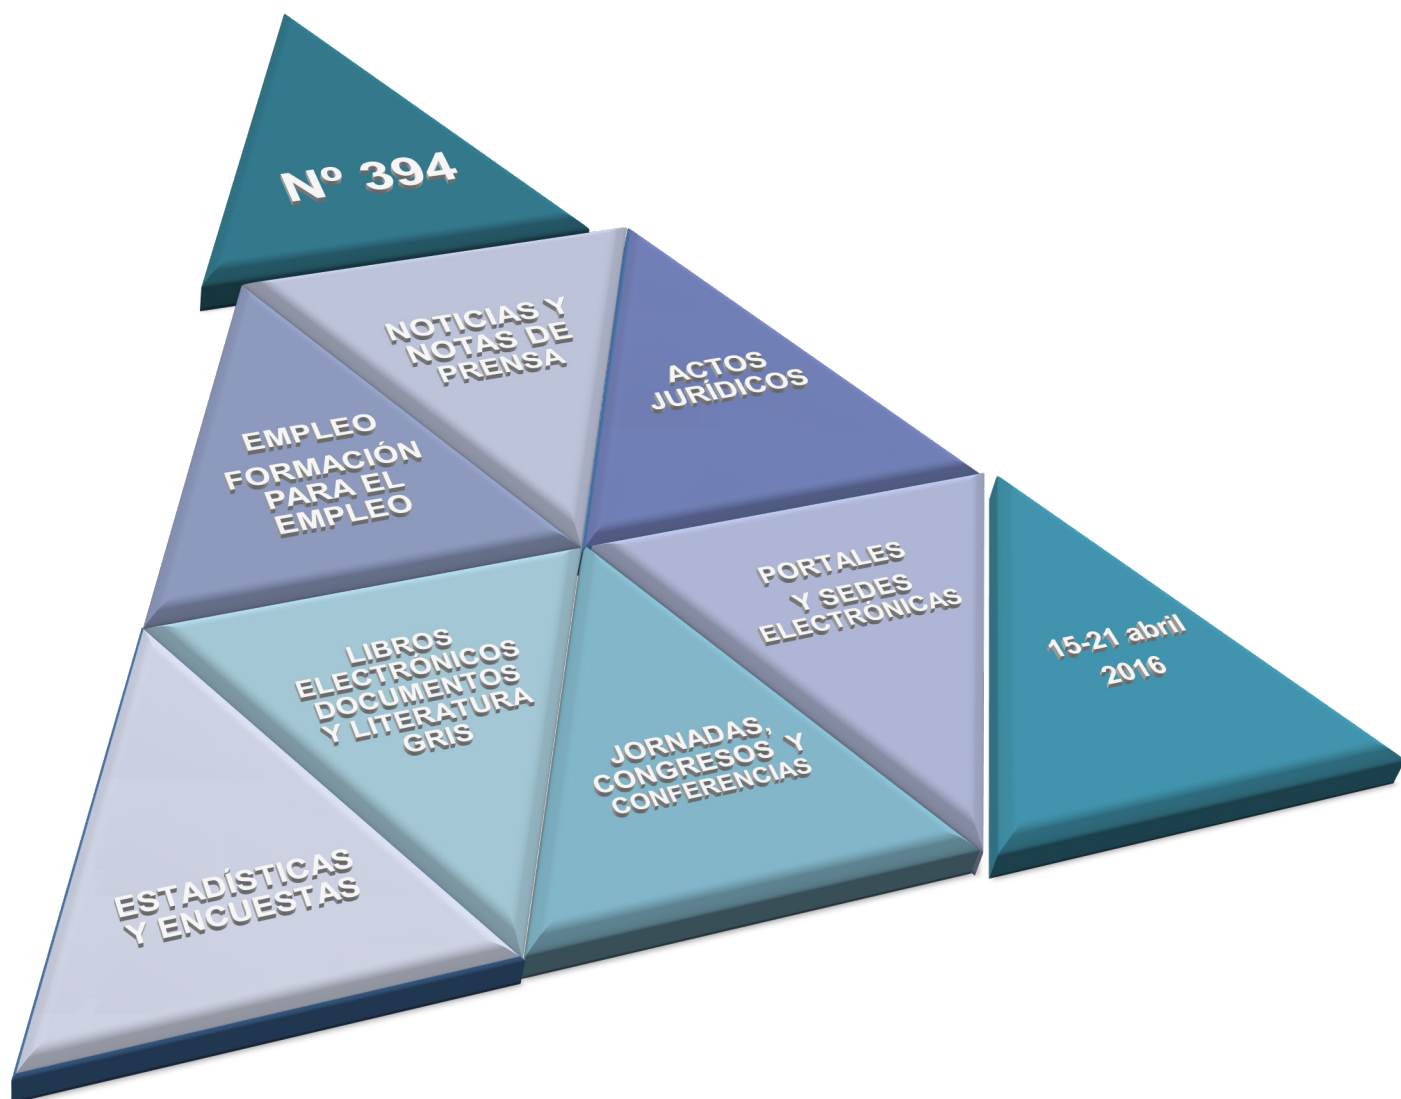 Nº 394
NOTICIAS Y
NOTAS DE
PRENSA
ACTOS
JURÍDICOS
EMPLEO
FORMACIÓN
PARA EL
EMPLEO
PORTALES
Y SEDES
ELECTRÓNICAS
15-21 abril
2016
LIBROS
ELECTRÓNICOS
DOCUMENTOS
Y LITERATURA
GRIS
JORNADAS,
CONGRESOS Y
CONFERENCIAS
ESTADÍSTICAS
Y ENCUESTAS